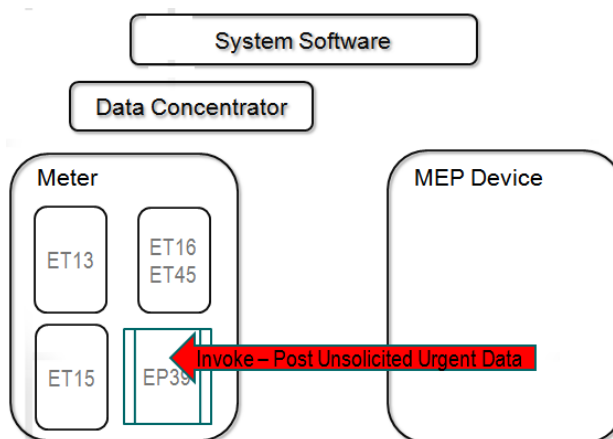 System Software
Data Concentrator
Meter
MEP Device
ET13
ET16
ET45
ET15
EP39
Invoke – Post Unsolicited Urgent Data